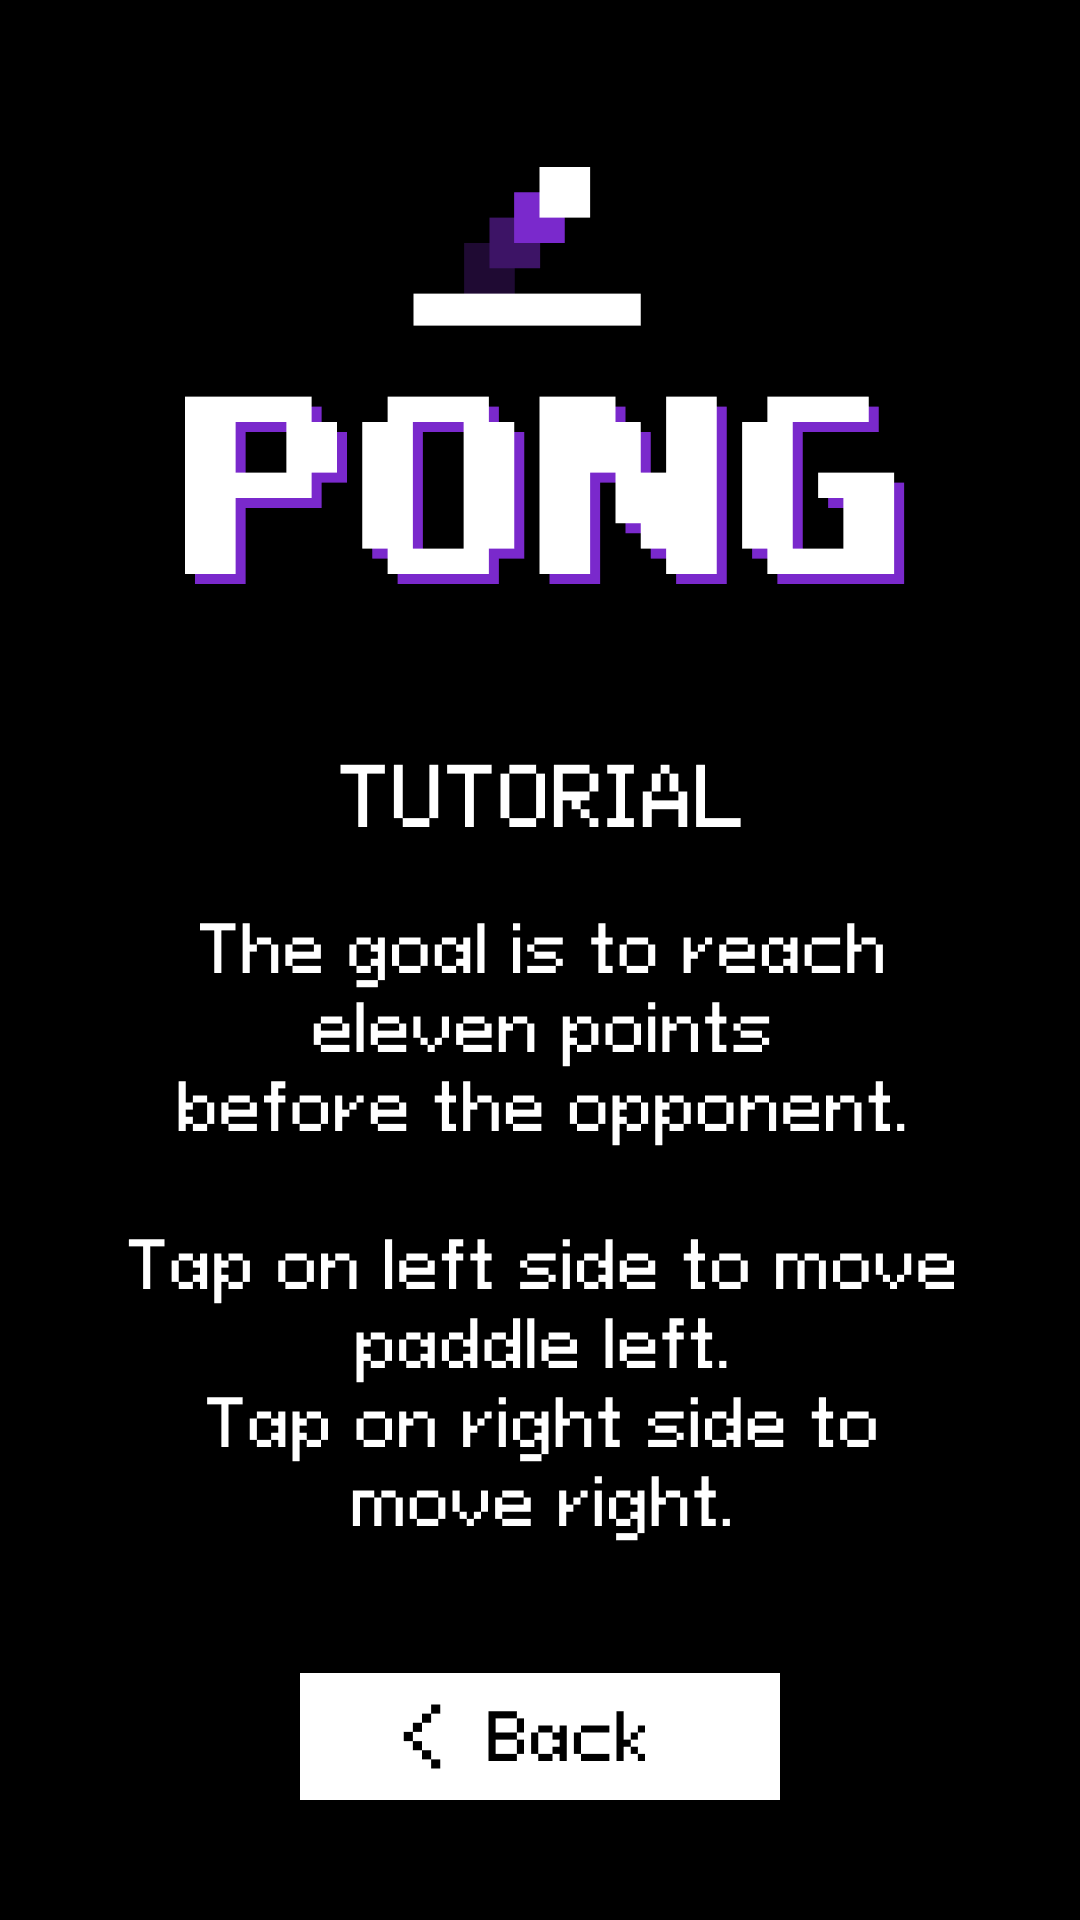 PONG
TUTORIAL
The goal is to reach
eleven points
before the opponent.
Tap on left side to move
paddle left.
Tap on right side to
move right.
< Back